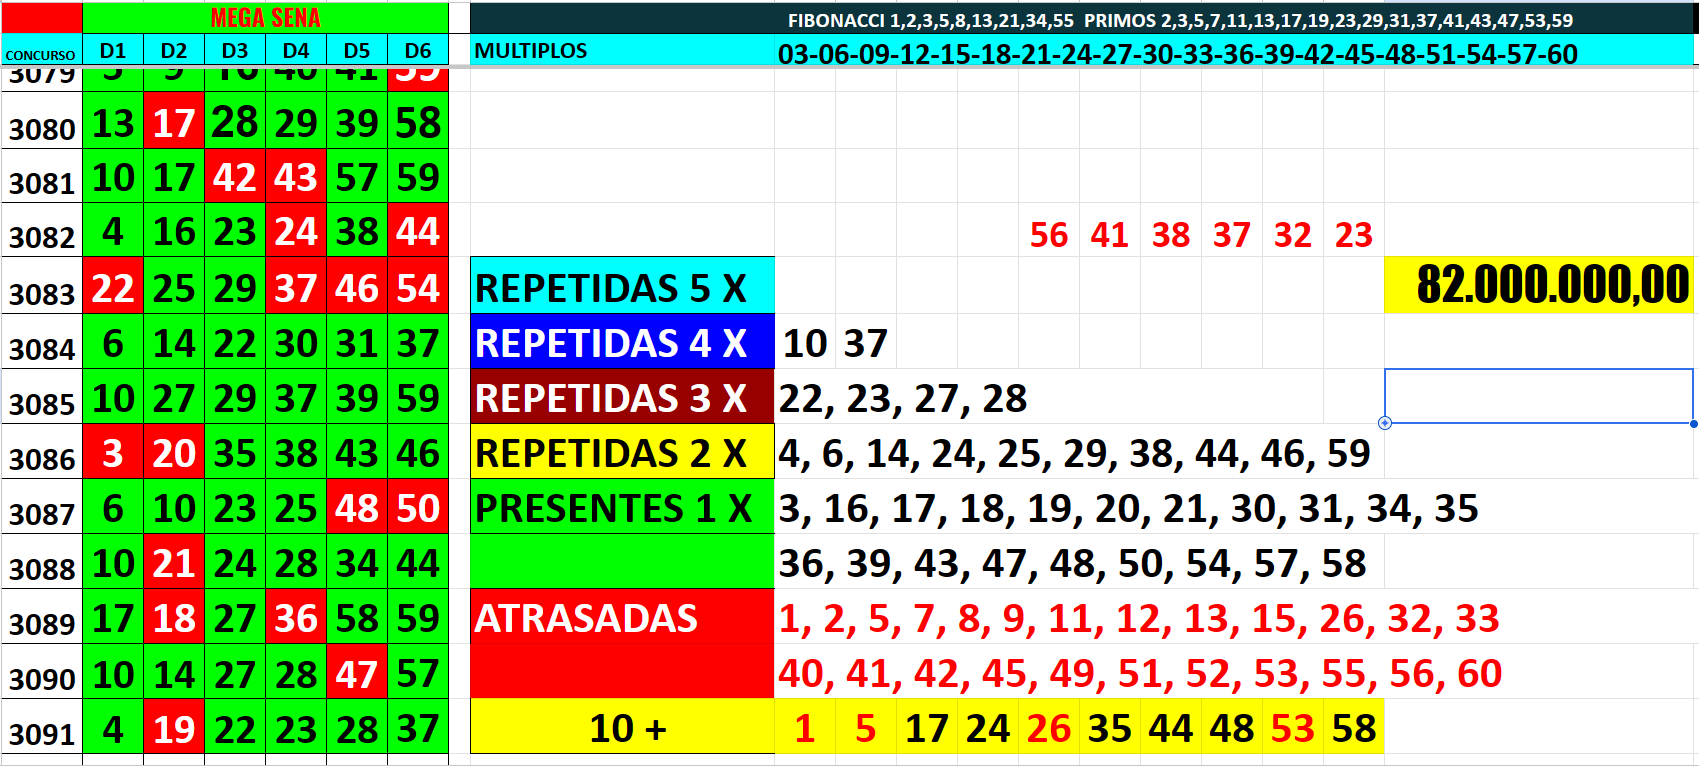 MEGA SENA FIBONACCI 1,2,3,5,8,13,21,34,55 PRIMOS 2,3,5,7,11,13,17,19,23,29,31,37,41,43,47,53,59
CONCURSO D1 D2 D3 D4 D5 D6 MULTIPLOS 03-06-09-12-15-18-21-24-27-30-33-36-39-42-45-48-51-54-57-60
3079 5 9 16 40 41 59
3080 13 17 28 29 39 58
3081 10 17 42 43 57 59
3082 4 16 23 24 38 44 56 41 38 37 32 23
3083 22 25 29 37 46 54 REPETIDAS 5 X 82.000.000,00
3084 6 14 22 30 31 37 REPETIDAS 4 X 10 37
3085 10 27 29 37 39 59 REPETIDAS 3 X 22, 23, 27, 28
3086 3 20 35 38 43 46 REPETIDAS 2 X 4, 6, 14, 24, 25, 29, 38, 44, 46, 59
3087 6 10 23 25 48 50 PRESENTES 1 X 3, 16, 17, 18, 19, 20, 21, 30, 31, 34, 35
3088 10 21 24 28 34 44 36, 39, 43, 47, 48, 50, 54, 57, 58
3089 17 18 27 36 58 59 ATRASADAS 1, 2, 5, 7, 8, 9, 11, 12, 13, 15, 26, 32, 33
3090 10 14 27 28 47 57 40, 41, 42, 45, 49, 51, 52, 53, 55, 56, 60
3091 4 19 22 23 28 37 10 + 1 5 17 24 26 35 44 48 53 58